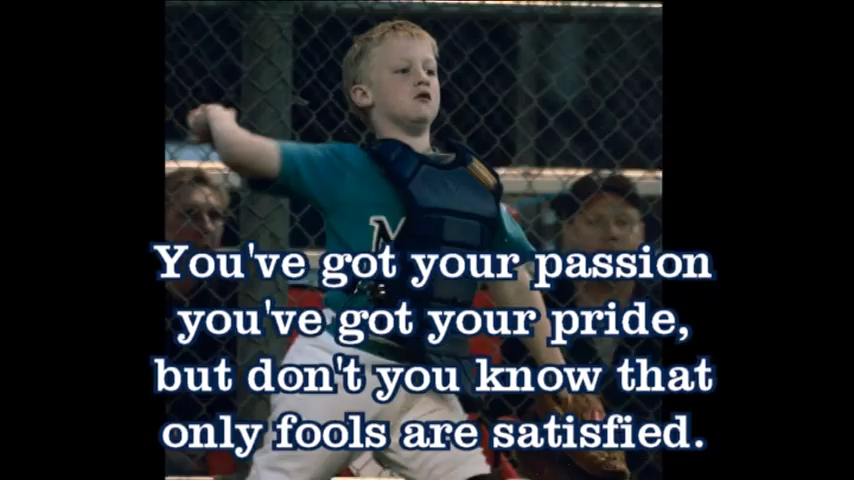 You've got your passion
you've got your pride,
but don't you know that
only fools are satisfied.